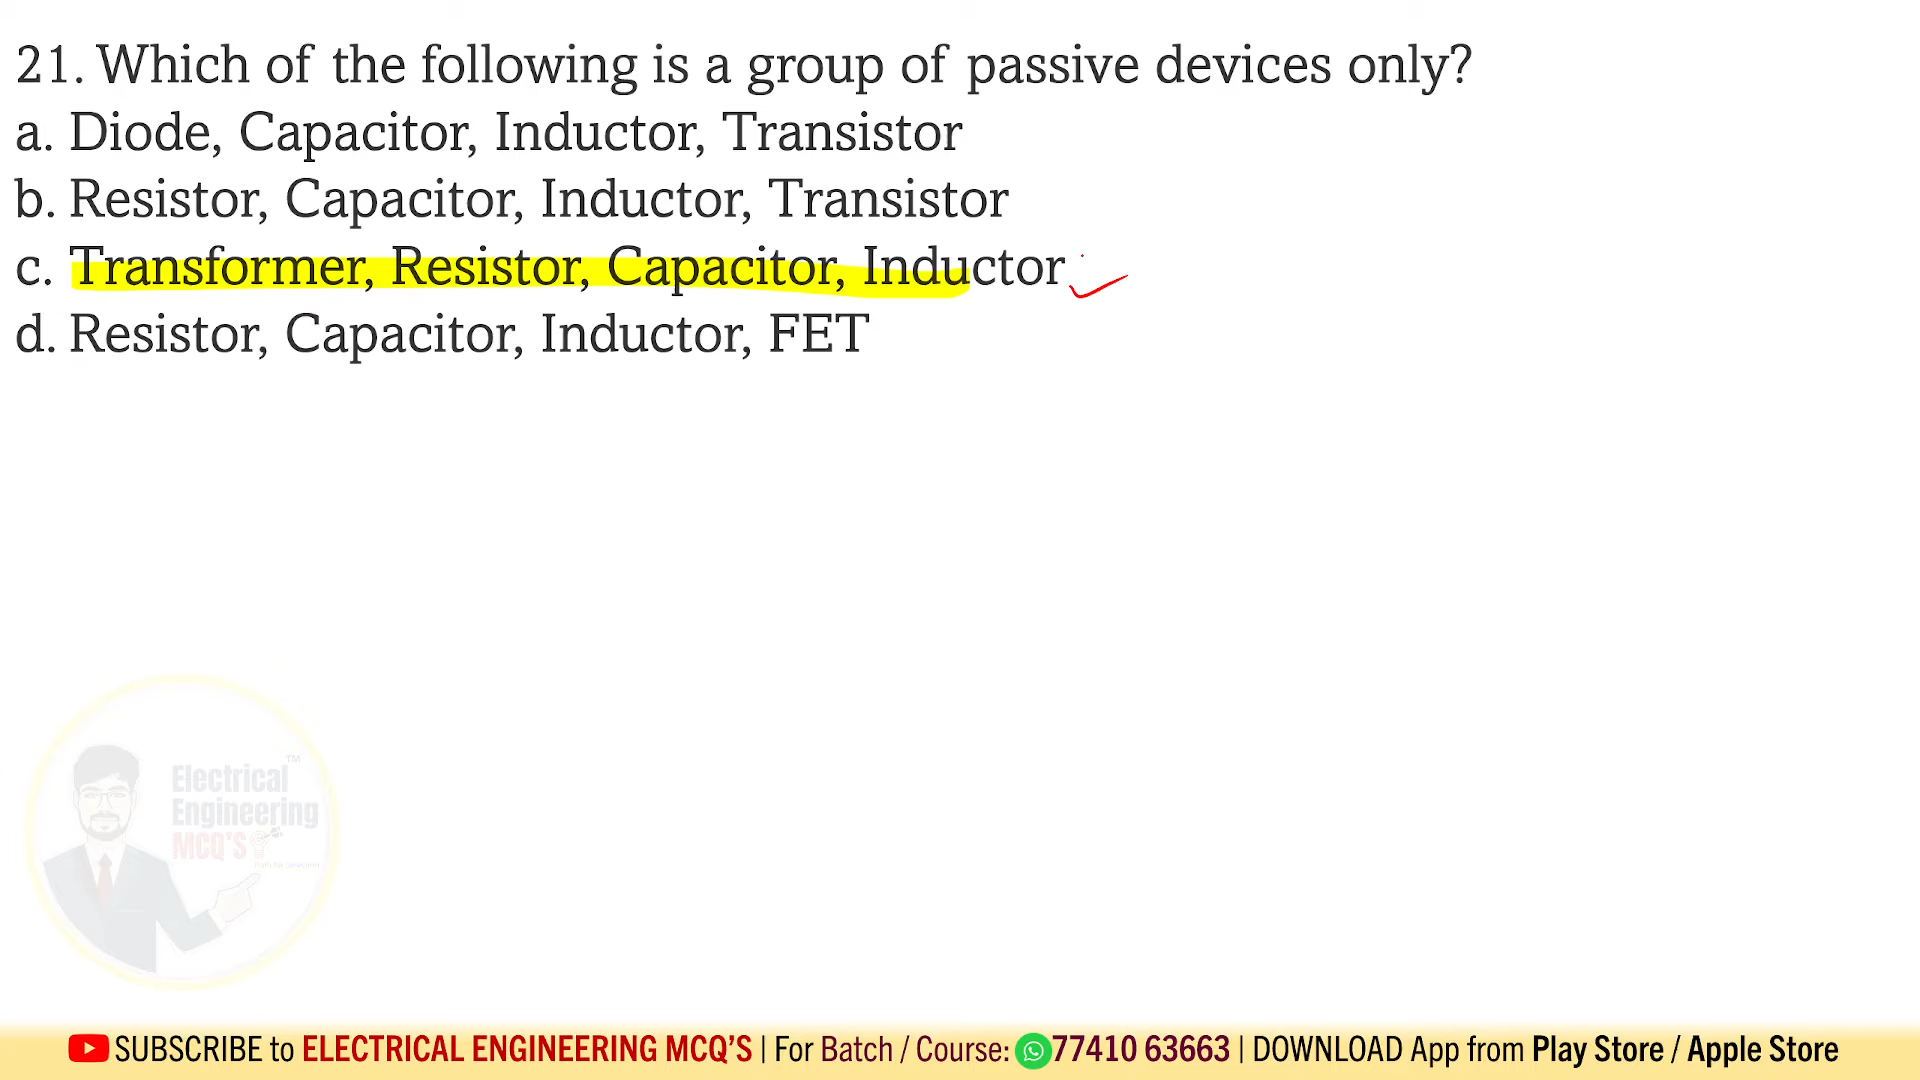 21. Which of the following is a group of passive devices only?
a. Diode, Capacitor, Inductor, Transistor
b. Resistor, Capacitor, Inductor, Transistor
c. Transformer, Resistor, Capacitor, Inductor
d. Resistor, Capacitor, Inductor, FET
Electrical TM
Engineering
MCQ'S
SUBSCRIBE to ELECTRICAL ENGINEERING MCQ'S | For Batch / Course: 77410 63663 | DOWNLOAD App from Play Store / Apple Store